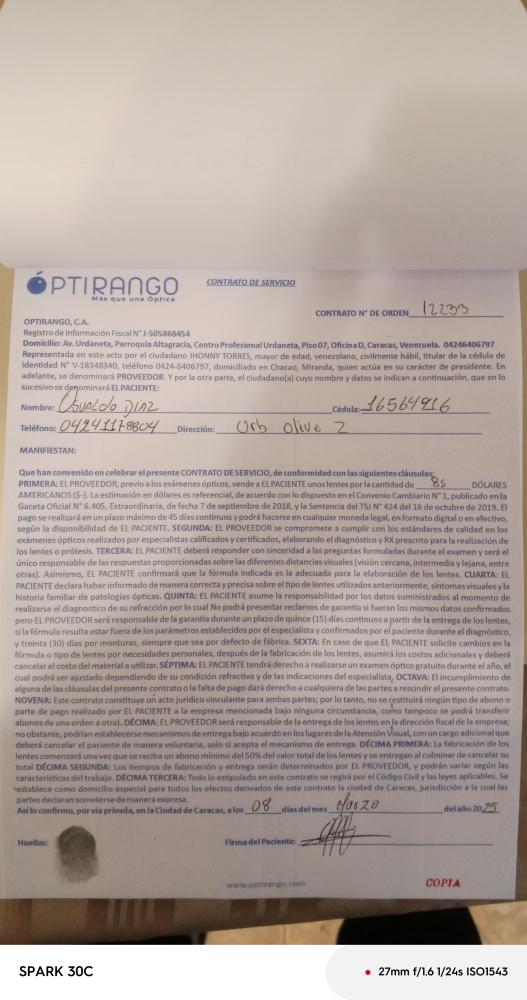 OPTIRANGO
Más que una Óptica
CONTRATO DE SERVICIO
CONTRATO N° DE ORDEN 12233
OPTIRANGO, C.A.
Registro de Información Fiscal N° J-505868454
Domicilio: Av. Urdaneta, Parroquia Altagracia, Centro Profesional Urdaneta, Piso 07, Oficina D, Caracas, Venezuela. 04246406797
Representada en este acto por el ciudadano JHONNY TORRES, mayor de edad, venezolano, civilmente hábil, titular de la cédula de
identidad N° V-18348340, teléfono 0424-6406797, domiciliado en Chacao, Miranda, quien actúa en su carácter de presidente. En
adelante, se denominará PROVEEDOR. Y por la otra parte, el ciudadano(a) cuyo nombre y datos se indican a continuación, que en lo
sucesivo se denominará EL PACIENTE:
Nombre: Osvaldo Díaz Cédula: 16564916
Teléfono: 04241178804 Dirección: Urb Olive 2
MANIFIESTAN:
Que han convenido en celebrar el presente CONTRATO DE SERVICIO, de conformidad con las siguientes cláusulas:
PRIMERA: EL PROVEEDOR, previo a los exámenes ópticos, vende a EL PACIENTE unos lentes por la cantidad de 85 DÓLARES
AMERICANOS ($-). La estimación en dólares es referencial, de acuerdo con lo dispuesto en el Convenio Cambiario N° 1, publicado en la
Gaceta Oficial N° 6.405, Extraordinaria, de fecha 7 de septiembre de 2018, y la Sentencia del TSJ N° 424 del 16 de octubre de 2019. El
pago se realizará en un plazo máximo de 45 días continuos y podrá hacerse en cualquier moneda legal, en formato digital o en efectivo,
según la disponibilidad de EL PACIENTE. SEGUNDA: EL PROVEEDOR se compromete a cumplir con los estándares de calidad en los
exámenes ópticos realizados por especialistas calificados y certificados, elaborando el diagnóstico y RX prescrito para la realización de
los lentes o prótesis. TERCERA: EL PACIENTE deberá responder con sinceridad a las preguntas formuladas durante el examen y será el
único responsable de las respuestas proporcionadas sobre las diferentes distancias visuales (visión cercana, intermedia y lejana, entre
otras). Asimismo, EL PACIENTE confirmará que la fórmula indicada es la adecuada para la elaboración de los lentes. CUARTA: EL
PACIENTE declara haber informado de manera correcta y precisa sobre el tipo de lentes utilizados anteriormente, síntomas visuales y la
historia familiar de patologías ópticas. QUINTA: EL PACIENTE asume la responsabilidad por los datos suministrados al momento de
realizarse el diagnostico de su refracción por lo cual No podrá presentar reclamos de garantía si fueran los mismos datos confirmados
pero EL PROVEEDOR será responsable de la garantía durante un plazo de quince (15) días continuos a partir de la entrega de los lentes,
si la fórmula resulta estar fuera de los parámetros establecidos por el especialista y confirmados por el paciente durante el diagnóstico,
y treinta (30) días por monturas, siempre que sea por defecto de fábrica. SEXTA: En caso de que EL PACIENTE solicite cambios en la
fórmula o tipo de lentes por necesidades personales, después de la fabricación de los lentes, asumirá los costos adicionales y deberá
cancelar el costo del material a utilizar. SÉPTIMA: EL PACIENTE tendrá derecho a realizarse un examen óptico gratuito durante el año, el
cual podrá ser ajustado dependiendo de su condición refractiva y de las indicaciones del especialista, OCTAVA: El incumplimiento de
alguna de las cláusulas del presente contrato o la falta de pago dará derecho a cualquiera de las partes a rescindir el presente contrato.
NOVENA: Este contrato constituye un acto jurídico vinculante para ambas partes; por lo tanto, no se restituirá ningún tipo de abono o
parte de pago realizado por EL PACIENTE a la empresa mencionada bajo ninguna circunstancia, como tampoco se podrá transferir
abonos de una orden a otra). DÉCIMA: EL PROVEEDOR será responsable de la entrega de los lentes en la dirección fiscal de la empresa;
no obstante, podrían establecerse mecanismos de entrega bajo acuerdo en los lugares de la Atención Visual, con un cargo adicional que
deberá cancelar el paciente de manera voluntaria, solo si acepta el mecanismo de entrega. DÉCIMA PRIMERA: La fabricación de los
lentes comenzará una vez que se reciba un abono mínimo del 50% del valor total de los lentes y se entregan al culminar de cancelar su
total DÉCIMA SEGUNDA: Los tiempos de fabricación y entrega serán determinados por EL PROVEEDOR, y podrán variar según las
características del trabajo. DÉCIMA TERCERA: Todo lo estipulado en este contrato se regirá por el Código Civil y las leyes aplicables. Se
establece como domicilio especial para todos los efectos derivados de este contrato la ciudad de Caracas, jurisdicción a la cual las
partes declaran someterse de manera expresa.
Así lo confirmo, por vía privada, en la Ciudad de Caracas, a los 08 días del mes Marzo del año 2025
Huellas: Firma del Paciente:
www.optirango.com
COPIA
SPARK 30C
27mm f/1.6 1/24s ISO1543